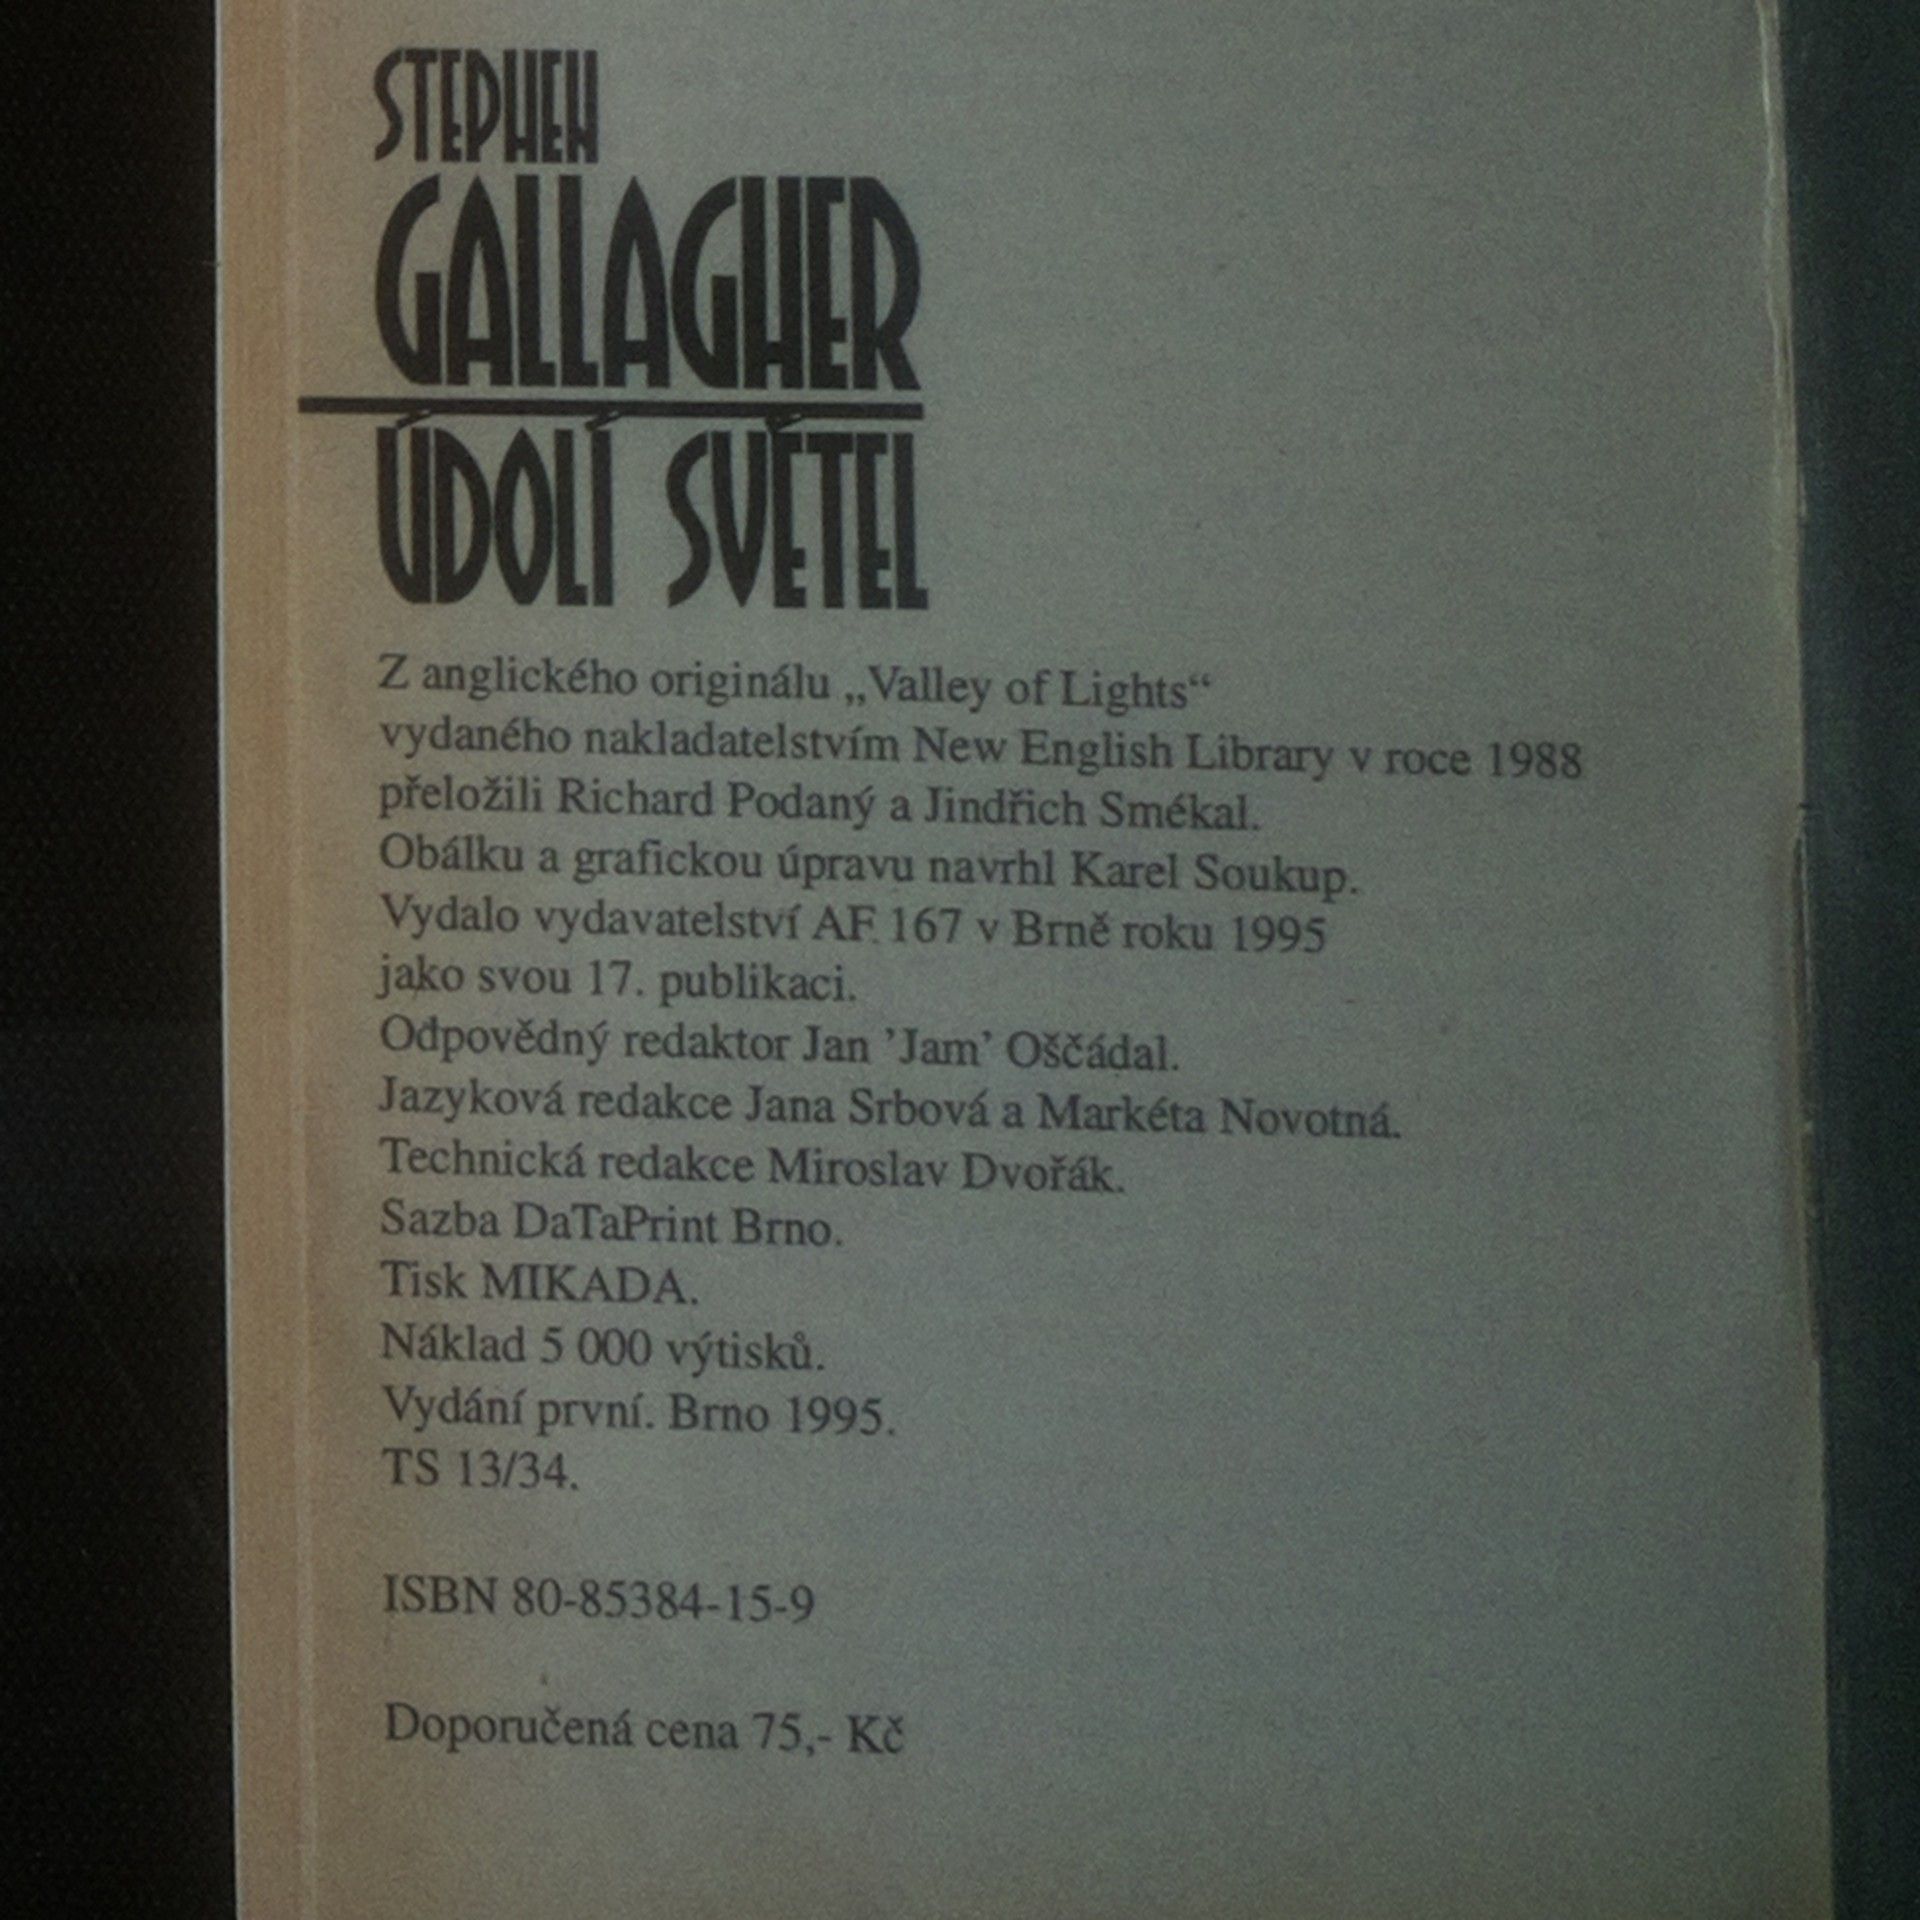 STEPHEN
GALLAGHER
ÚDOLÍ SVĚTEL
Z anglického originálu „Valley of Lights“
vydaného nakladatelstvím New English Library v roce 1988
přeložili Richard Podaný a Jindřich Smékal.
Obálku a grafickou úpravu navrhl Karel Soukup.
Vydalo vydavatelství AF 167 v Brně roku 1995
jako svou 17. publikaci.
Odpovědný redaktor Jan ’Jam’ Oščádal.
Jazyková redakce Jana Srbová a Markéta Novotná.
Technická redakce Miroslav Dvořák.
Sazba DaTaPrint Brno.
Tisk MIKADA.
Náklad 5 000 výtisků.
Vydání první. Brno 1995.
TS 13/34.
ISBN 80-85384-15-9
Doporučená cena 75,- Kč